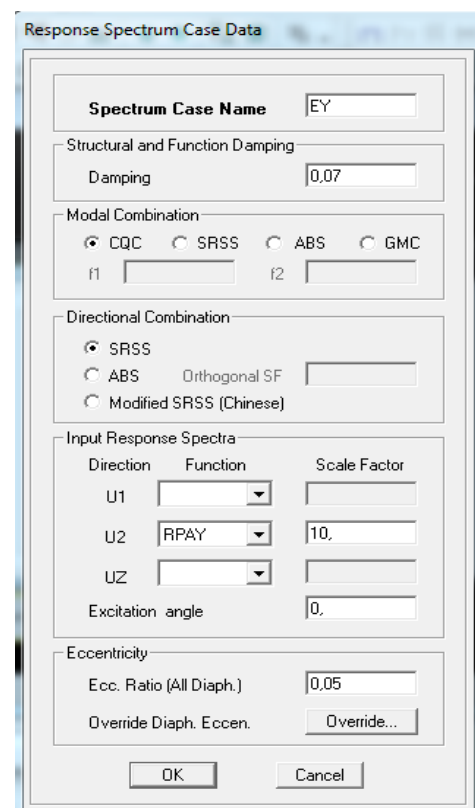 Response Spectrum Case Data
Spectrum Case Name EY
Structural and Function Damping
Damping 0,07
Modal Combination
CQC SRSS ABS GMC
f1 f2
Directional Combination
SRSS
ABS Orthogonal SF
Modified SRSS (Chinese)
Input Response Spectra
Direction Function Scale Factor
U1
U2 RPAY 10,
UZ
Excitation angle 0,
Eccentricity
Ecc. Ratio (All Diaph.) 0,05
Override Diaph. Eccen. Override...
OK Cancel